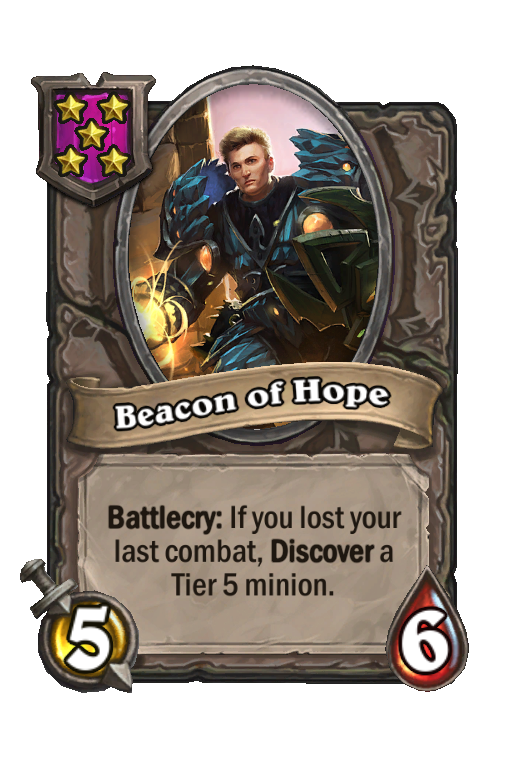 Beacon of Hope
Battlecry: If you lost your
last combat, Discover a
Tier 5 minion.
5
6